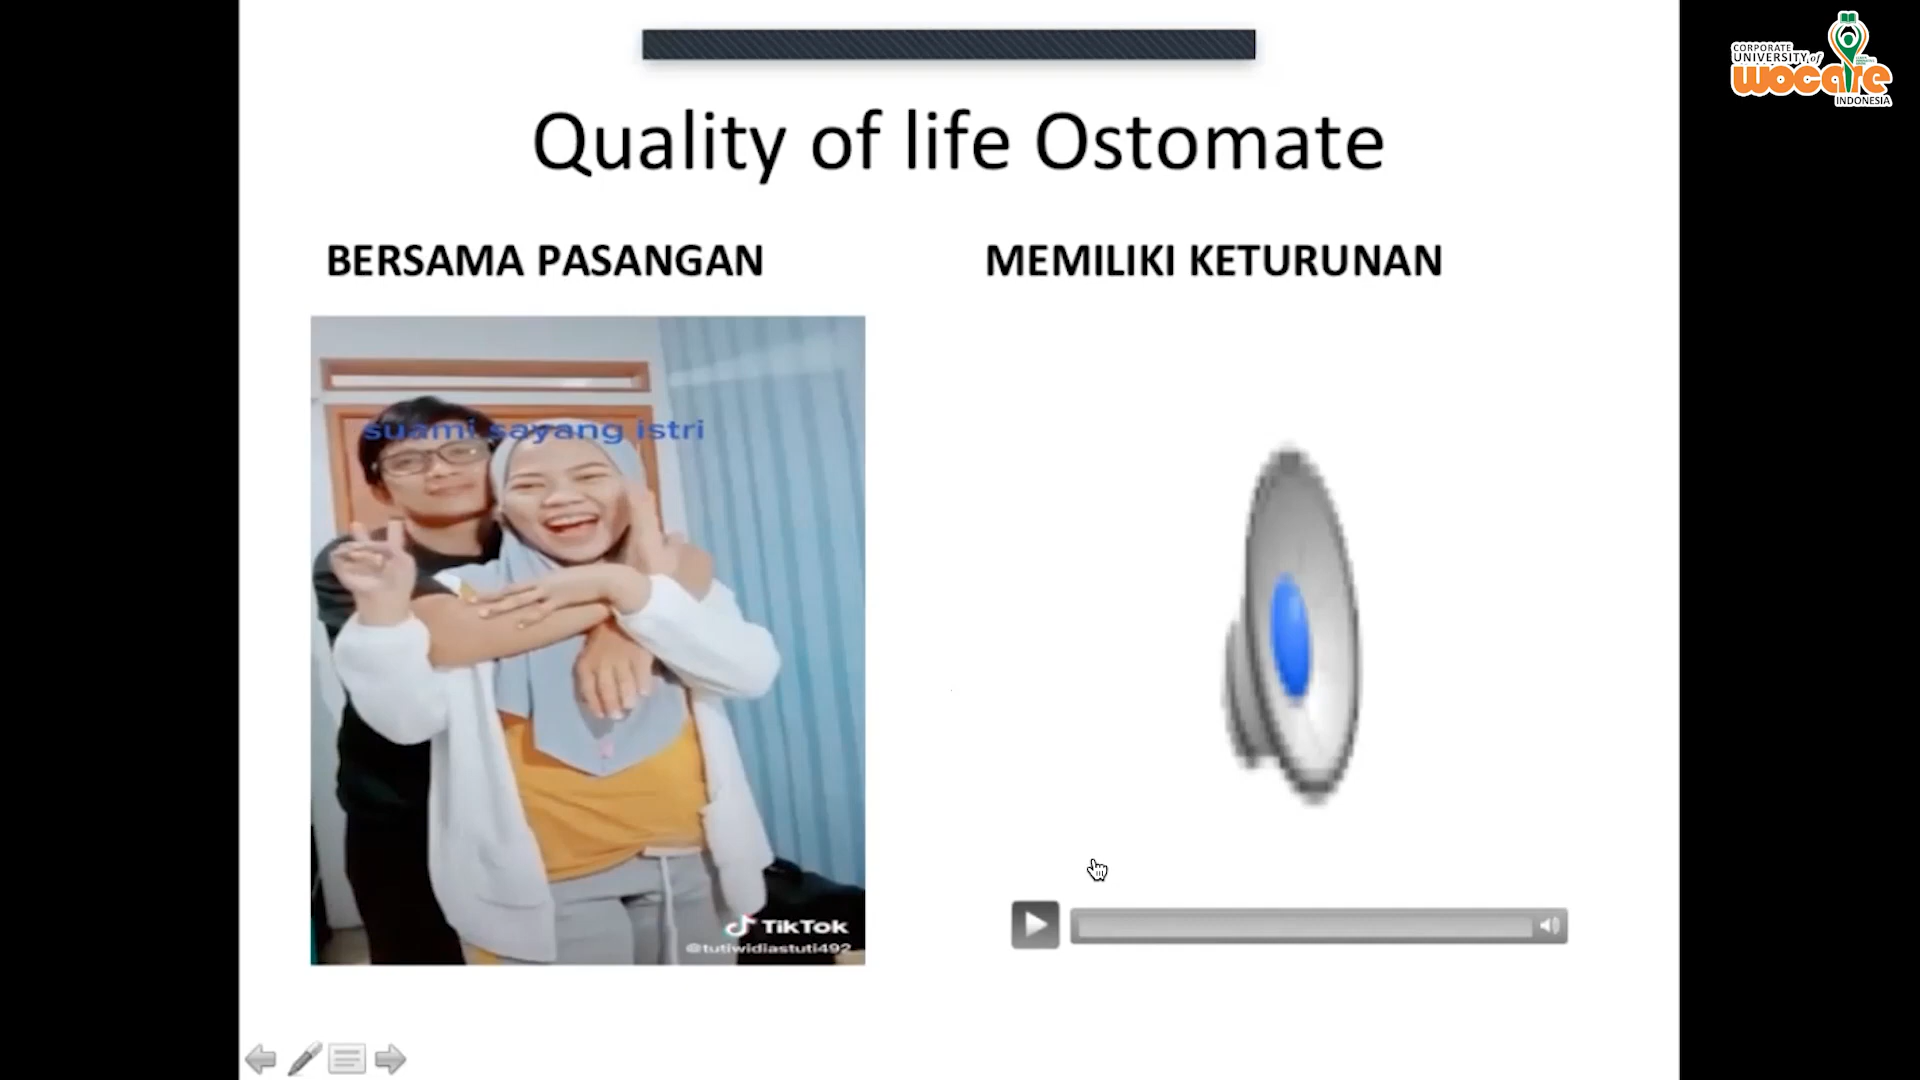 CORPORATE
UNIVERSITY of
wocare
INDONESIA
Quality of life Ostomate
BERSAMA PASANGAN
MEMILIKI KETURUNAN
suami sayang istri
TikTok
@tutiwidiastuti492